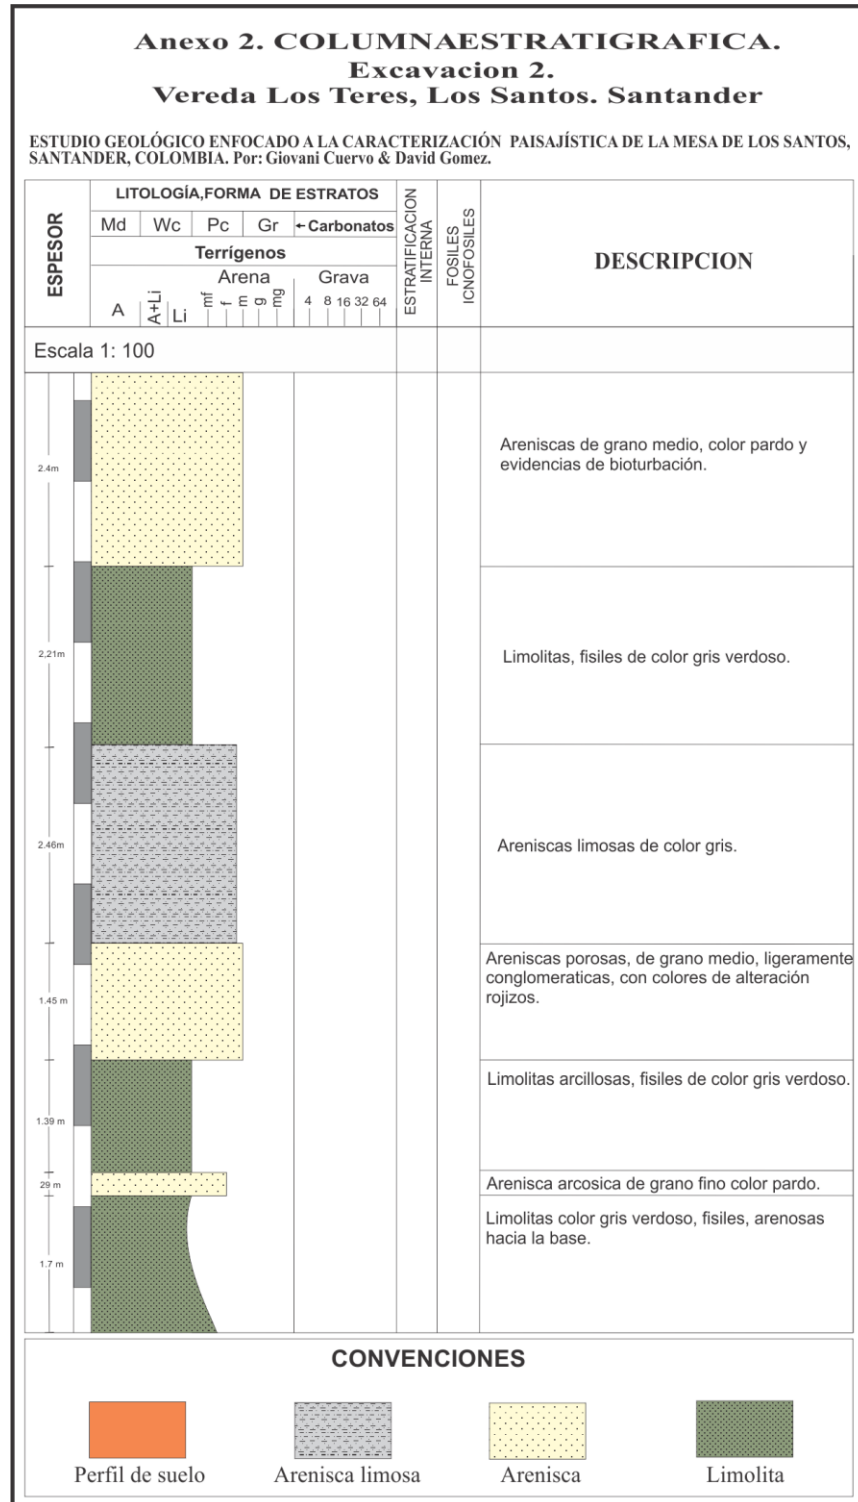 Anexo 2. COLUMNAESTRATIGRAFICA.
Excavacion 2.
Vereda Los Teres, Los Santos. Santander
ESTUDIO GEOLÓGICO ENFOCADO A LA CARACTERIZACIÓN PAISAJÍSTICA DE LA MESA DE LOS SANTOS,
SANTANDER, COLOMBIA. Por: Giovani Cuervo & David Gomez.
ESPESOR
LITOLOGÍA,FORMA DE ESTRATOS
Md Wc Pc Gr ←Carbonatos
Terrígenos
Arena Grava
A A+Li Li mf f m g mg 4 8 16 32 64
ESTRATIFICACION
INTERNA
FOSILES
ICNOFOSILES
DESCRIPCION
Escala 1: 100
2.4m
Areniscas de grano medio, color pardo y
evidencias de bioturbación.
2,21m
Limolitas, fisiles de color gris verdoso.
2.46m
Areniscas limosas de color gris.
1.45 m
Areniscas porosas, de grano medio, ligeramente
conglomeraticas, con colores de alteración
rojizos.
1.39 m
Limolitas arcillosas, fisiles de color gris verdoso.
29 m
Arenisca arcosica de grano fino color pardo.
1.7 m
Limolitas color gris verdoso, fisiles, arenosas
hacia la base.
CONVENCIONES
Perfil de suelo
Arenisca limosa
Arenisca
Limolita